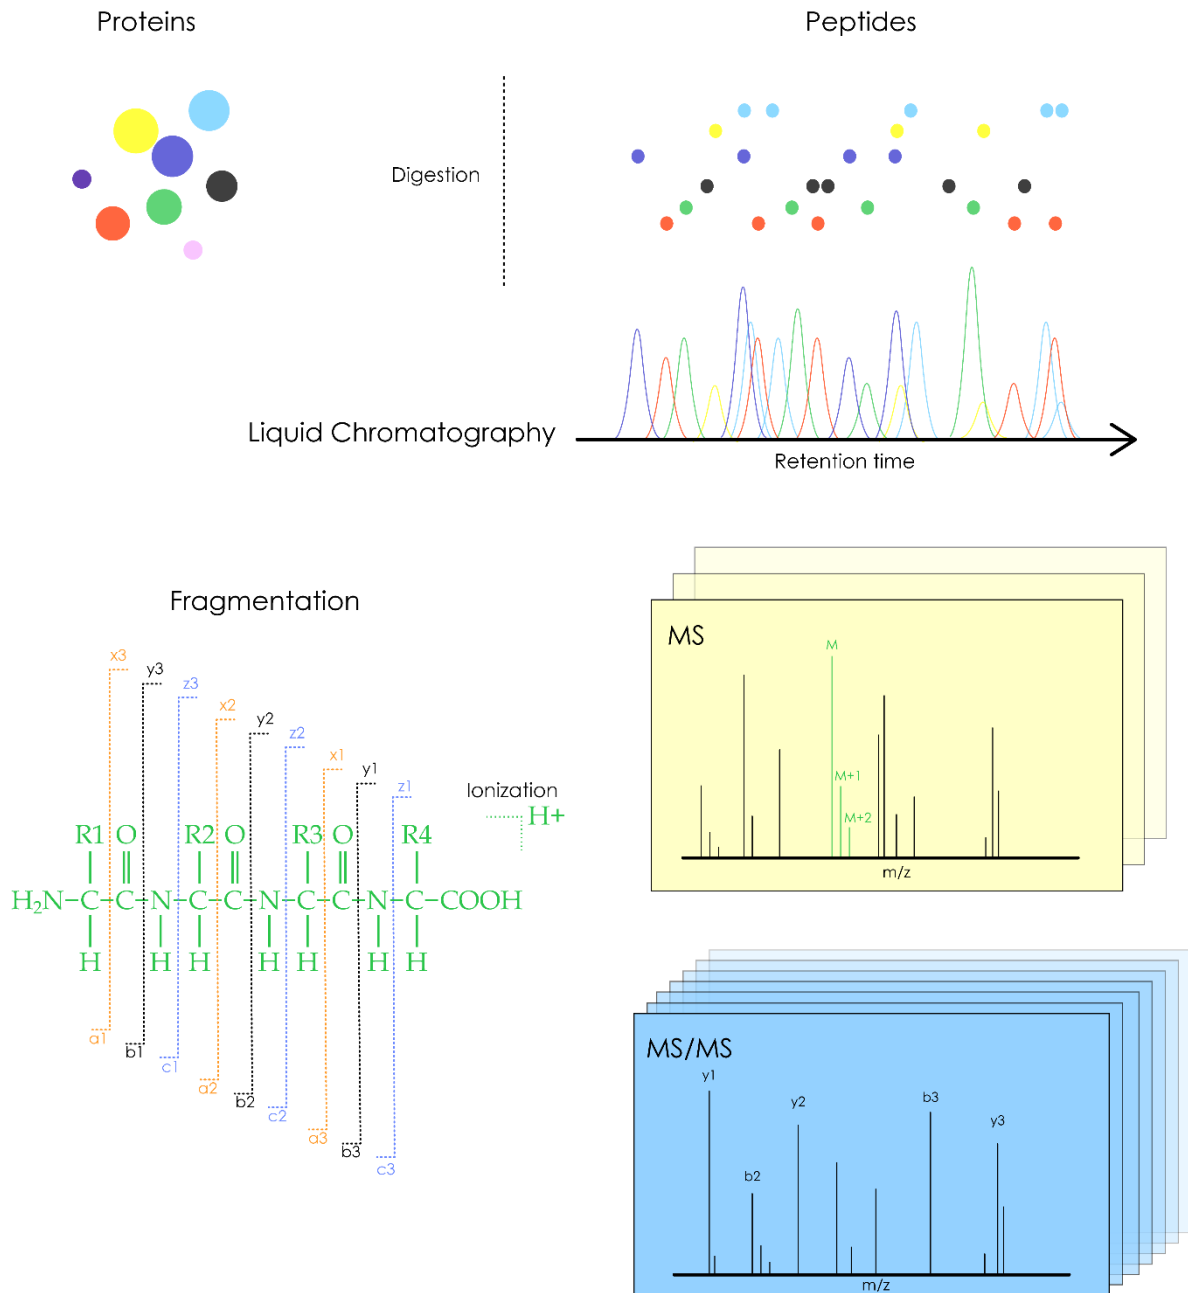 Proteins
Peptides
Digestion
Liquid Chromatography
Retention time
Fragmentation
x3
y3
z3
x2
y2
z2
x1
y1
z1
Ionization
H+
R1 O R2 O R3 O R4
H₂N-C-C-N-C-C-N-C-C-N-C-COOH
H H H H H H H
a1
b1
c1
a2
b2
c2
a3
b3
c3
MS
M
M+1
M+2
m/z
MS/MS
y1
b2
y2
b3
y3
m/z